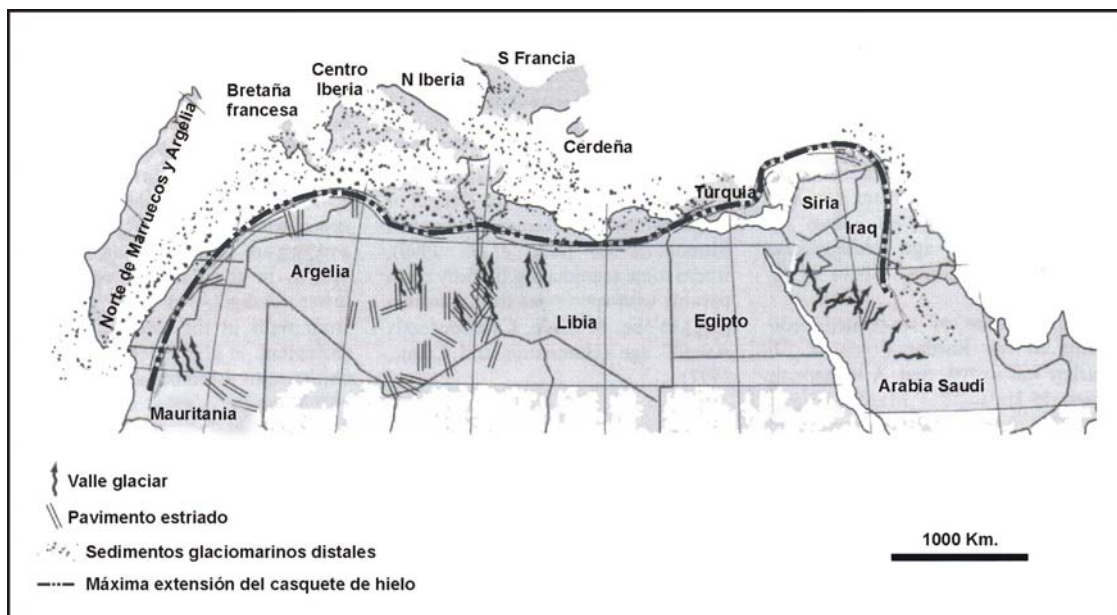 S Francia
Centro
Iberia
N Iberia
Bretaña
francesa
Cerdeña
Norte de Marruecos y Argelia
Turquia
Siria
Iraq
Argelia
Libia
Egipto
Arabia Saudí
Mauritania
Valle glaciar
Pavimento estriado
Sedimentos glaciomarinos distales
Máxima extensión del casquete de hielo
1000 Km.